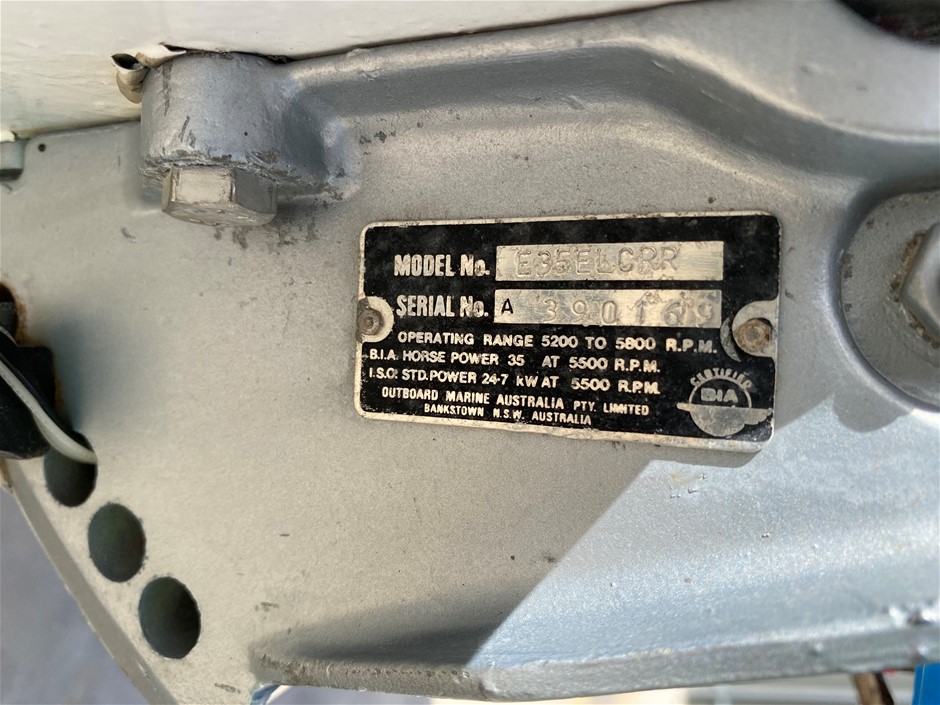 MODEL No. E35ELCRR
SERIAL No. A 390169
OPERATING RANGE 5200 TO 5800 R.P.M.
B.I.A. HORSE POWER 35 AT 5500 R.P.M.
I.S.O. STD. POWER 24-7 kW AT 5500 R.P.M.
OUTBOARD MARINE AUSTRALIA PTY. LIMITED
BANKSTOWN N.S.W. AUSTRALIA
CERTIFIED
BIA